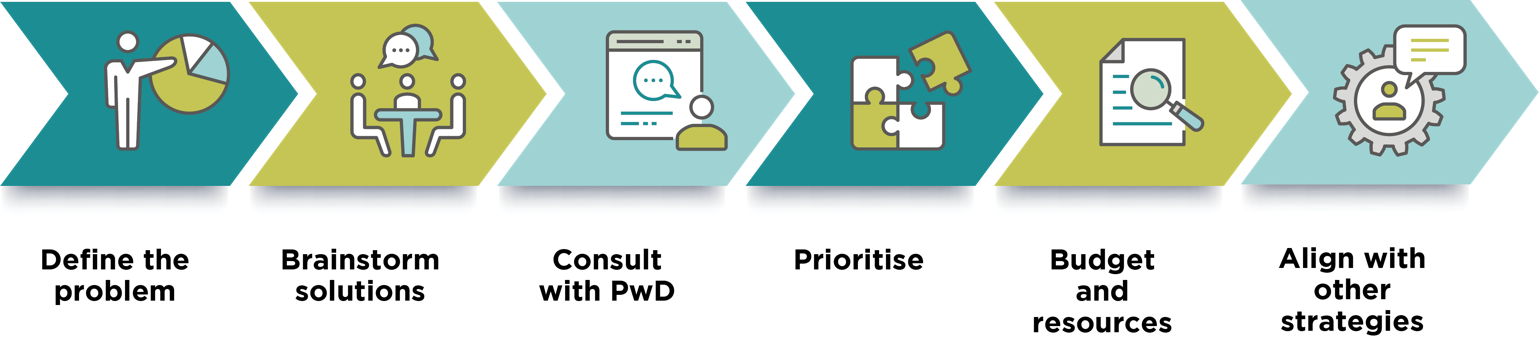 Define the
problem
Brainstorm
solutions
Consult
with PwD
Prioritise
Budget
and
resources
Align with
other
strategies